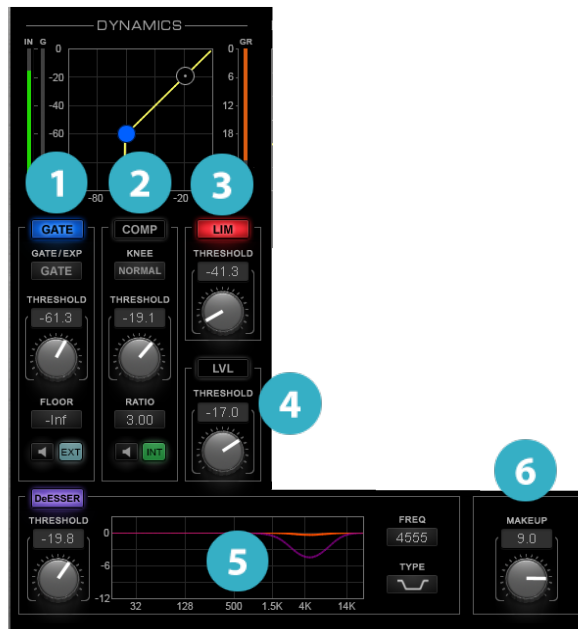 DYNAMICS
IN G 0 0 GR
-20 6
-40 12
-60 18
-80 -20
1 2 3
GATE COMP LIM
GATE/EXP KNEE THRESHOLD
GATE NORMAL -41.3
THRESHOLD THRESHOLD
-61.3 -19.1
LVL
FLOOR RATIO THRESHOLD
-Inf 3.00 -17.0
4
EXT INT
6
DeESSER
THRESHOLD FREQ MAKEUP
-19.8 0 4555 9.0
5
-6 TYPE
-12
32 128 500 1.5K 4K 14K